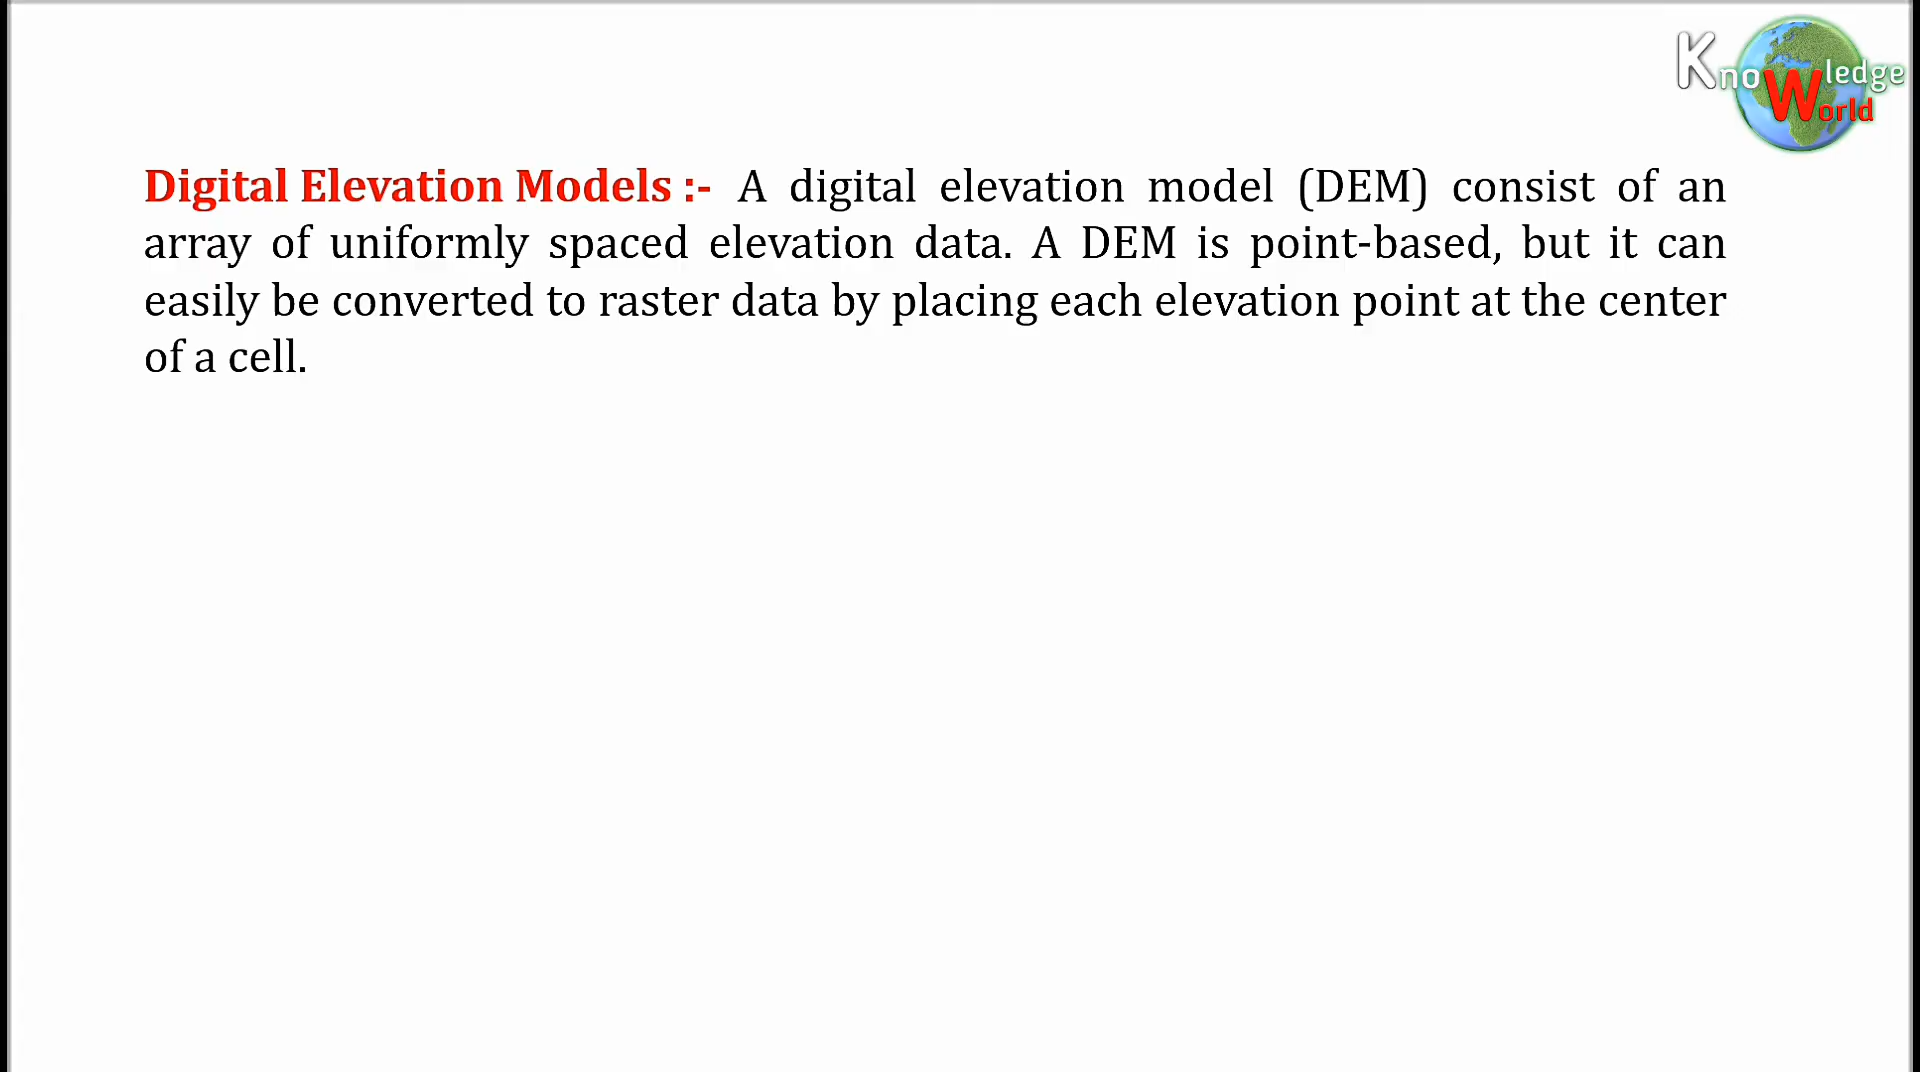 Knowledge
World
Digital Elevation Models :- A digital elevation model (DEM) consist of an
array of uniformly spaced elevation data. A DEM is point-based, but it can
easily be converted to raster data by placing each elevation point at the center
of a cell.